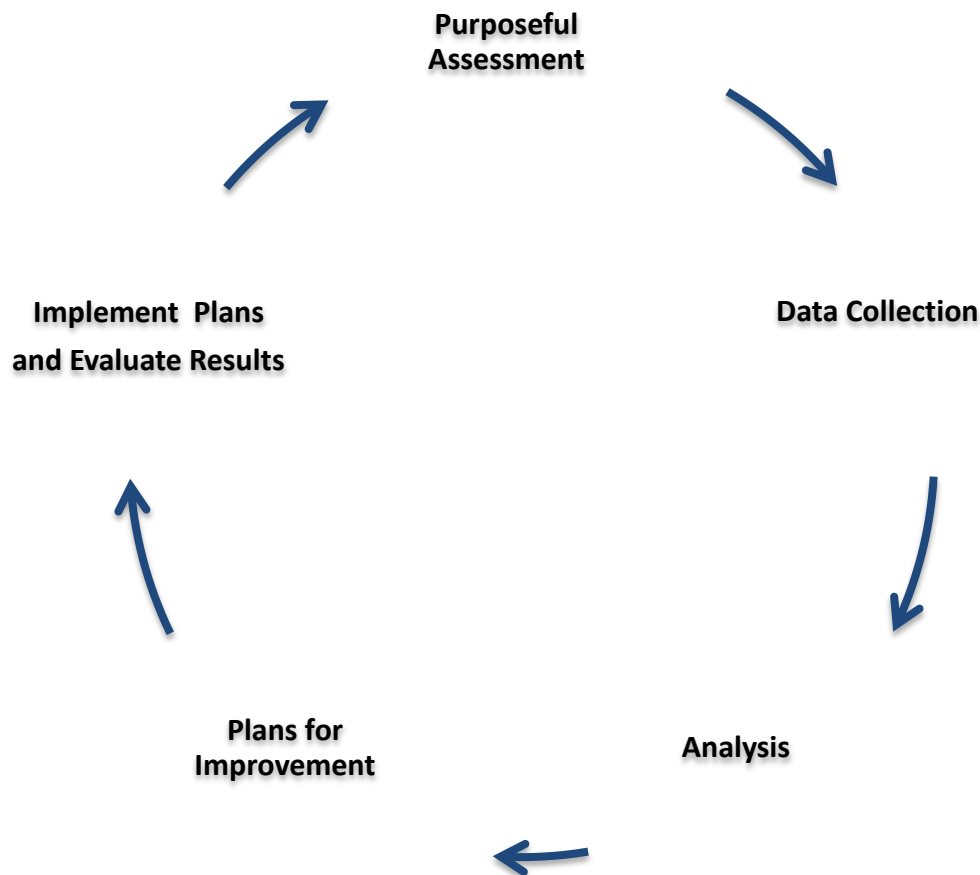 Purposeful
Assessment
Data Collection
Analysis
Plans for
Improvement
Implement  Plans
and Evaluate Results